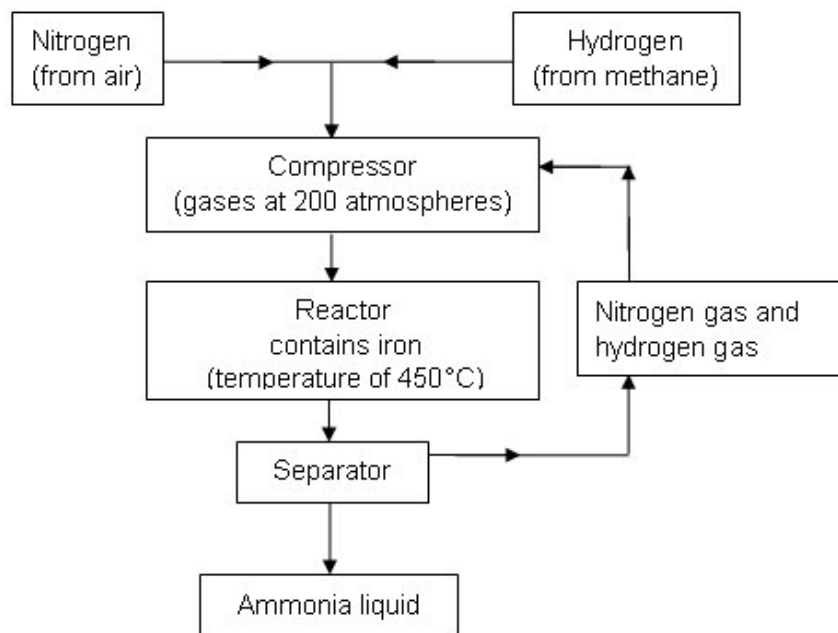 Nitrogen
(from air)
Hydrogen
(from methane)
Compressor
(gases at 200 atmospheres)
Reactor
contains iron
(temperature of 450°C)
Nitrogen gas and
hydrogen gas
Separator
Ammonia liquid